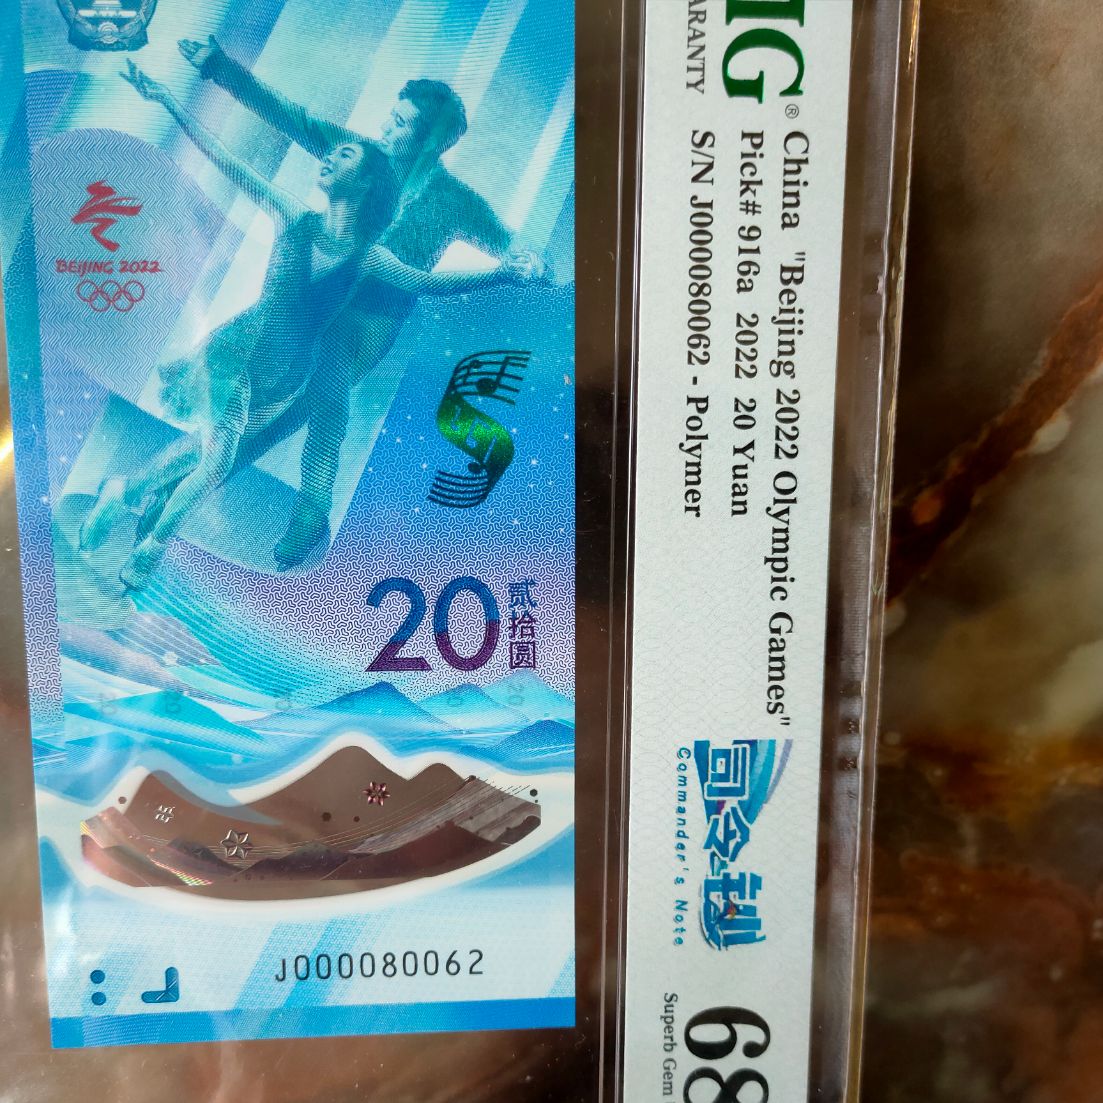 BEIJING 2022
20
贰拾圆
J000080062
G®
ARANTY
China "Beijing 2022 Olympic Games"
Pick# 916a 2022 20 Yuan
S/N J000080062 - Polymer
司令钞
Commander's Note
68
Superb Gem